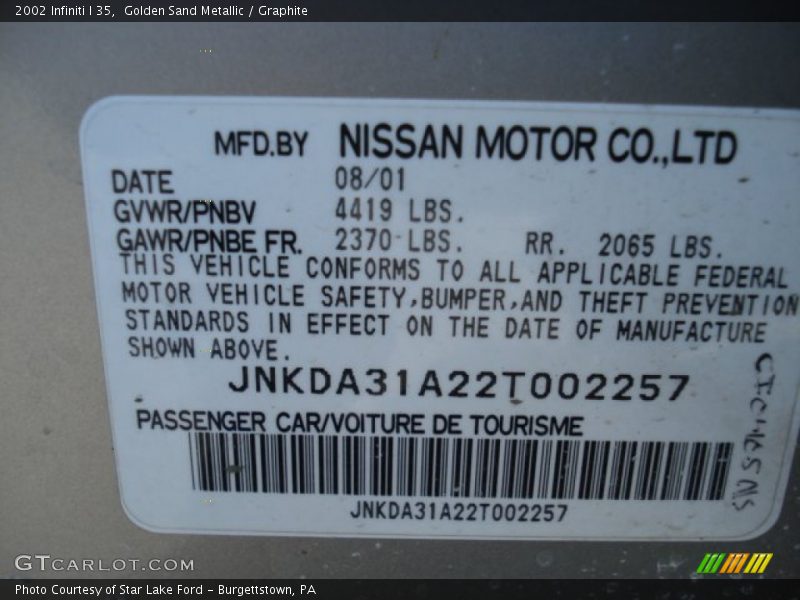 2002 Infiniti I 35,  Golden Sand Metallic / Graphite
MFD.BY NISSAN MOTOR CO.,LTD
DATE 08/01
GVWR/PNBV 4419 LBS.
GAWR/PNBE FR. 2370 LBS. RR. 2065 LBS.
THIS VEHICLE CONFORMS TO ALL APPLICABLE FEDERAL
MOTOR VEHICLE SAFETY,BUMPER,AND THEFT PREVENTION
STANDARDS IN EFFECT ON THE DATE OF MANUFACTURE
SHOWN ABOVE.
JNKDA31A22T002257
PASSENGER CAR/VOITURE DE TOURISME
JNKDA31A22T002257
GTCARLOT.COM
Photo Courtesy of Star Lake Ford - Burgettstown, PA